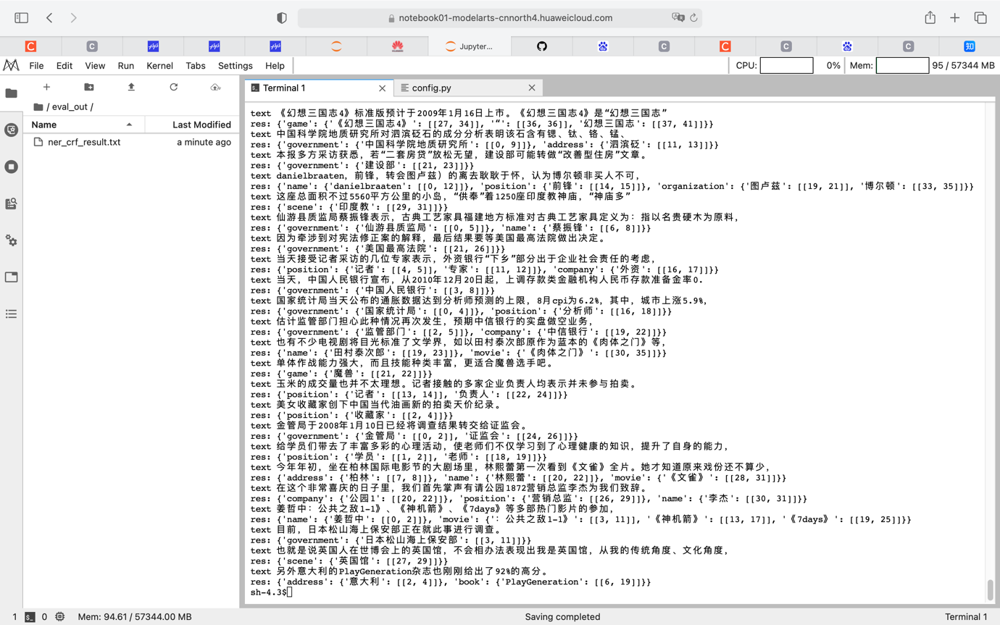 notebook01-modelarts-cnnorth4.huaweicloud.com
Jupyter...
File Edit View Run Kernel Tabs Settings Help
CPU: 0% Mem: 95 / 57344 MB
/ eval_out /
Name Last Modified
ner_crf_result.txt a minute ago
Terminal 1 config.py
text 《幻想三国志4》标准版预计于2009年1月16日上市。《幻想三国志4》是“幻想三国志”
res: {'game': {'《幻想三国志4》': [[27, 34]], '“': [[36, 36]], '幻想三国志': [[37, 41]]}}
text 中国科学院地质研究所对泗滨砭石的成分分析表明该石含有锶、钛、铬、锰、
res: {'government': {'中国科学院地质研究所': [[0, 9]]}, 'address': {'泗滨砭': [[11, 13]]}}
text 本报多方采访获悉，若“二套房贷”放松无望，建设部可能转做“改善型住房”文章。
res: {'government': {'建设部': [[21, 23]]}}
text danielbraaten，前锋，转会图卢兹）的离去耿耿于怀，认为博尔顿非买人不可，
res: {'name': {'danielbraaten': [[0, 12]]}, 'position': {'前锋': [[14, 15]]}, 'organization': {'图卢兹': [[19, 21]], '博尔顿': [[33, 35]]}}
text 这座总面积不过5560平方公里的小岛，“供奉”着1250座印度教神庙，“神庙多”
res: {'scene': {'印度教': [[29, 31]]}}
text 仙游县质监局蔡振锋表示，古典工艺家具福建地方标准对古典工艺家具定义为：指以名贵硬木为原料，
res: {'government': {'仙游县质监局': [[0, 5]]}, 'name': {'蔡振锋': [[6, 8]]}}
text 因为牵涉到对宪法修正案的解释，最后结果要等美国最高法院做出决定。
res: {'government': {'美国最高法院': [[21, 26]]}}
text 当天接受记者采访的几位专家表示，外资银行“下乡”部分出于企业社会责任的考虑，
res: {'position': {'记者': [[4, 5]], '专家': [[11, 12]]}, 'company': {'外资': [[16, 17]]}}
text 当天，中国人民银行宣布，从2010年12月20日起，上调存款类金融机构人民币存款准备金率0.
res: {'government': {'中国人民银行': [[3, 8]]}}
text 国家统计局当天公布的通胀数据达到分析师预测的上限，8月cpi为6.2%，其中，城市上涨5.9%，
res: {'government': {'国家统计局': [[0, 4]]}, 'position': {'分析师': [[16, 18]]}}
text 估计监管部门担心此种情况再次发生，预期中信银行的实盘做空业务，
res: {'government': {'监管部门': [[2, 5]]}, 'company': {'中信银行': [[19, 22]]}}
text 也有不少电视剧将目光标准了文学界，如以田村泰次郎原作为蓝本的《肉体之门》等，
res: {'name': {'田村泰次郎': [[19, 23]]}, 'movie': {'《肉体之门》': [[30, 35]]}}
text 单体作战能力强大，而且技能种类丰富，更适合魔兽选手吧。
res: {'game': {'魔兽': [[21, 22]]}}
text 玉米的成交量也并不太理想。记者接触的多家企业负责人均表示并未参与拍卖。
res: {'position': {'记者': [[13, 14]], '负责人': [[22, 24]]}}
text 美女收藏家创下中国当代油画新的拍卖天价纪录。
res: {'position': {'收藏家': [[2, 4]]}}
text 金管局于2008年1月10日已经将调查结果转交给证监会。
res: {'government': {'金管局': [[0, 2]], '证监会': [[24, 26]]}}
text 给学员们带去了丰富多彩的心理活动，使老师们不仅学习到了心理健康的知识，提升了自身的能力，
res: {'position': {'学员': [[1, 2]], '老师': [[18, 19]]}}
text 今年年初，坐在柏林国际电影节的大剧场里，林熙蕾第一次看到《文雀》全片。她才知道原来戏份还不算少，
res: {'address': {'柏林': [[7, 8]]}, 'name': {'林熙蕾': [[20, 22]]}, 'movie': {'《文雀》': [[28, 31]]}}
text 在这个非常喜庆的日子里，我们首先掌声有请公园1872营销总监李杰为我们致辞。
res: {'company': {'公园1': [[20, 22]]}, 'position': {'营销总监': [[26, 29]]}, 'name': {'李杰': [[30, 31]]}}
text 姜哲中：公共之敌1-1》、《神机箭》、《7days》等多部热门影片的参加，
res: {'name': {'姜哲中': [[0, 2]]}, 'movie': {'：公共之敌1-1》': [[3, 11]], '《神机箭》': [[13, 17]], '《7days》': [[19, 25]]}}
text 目前，日本松山海上保安部正在就此事进行调查。
res: {'government': {'日本松山海上保安部': [[3, 11]]}}
text 也就是说英国人在世博会上的英国馆，不会相办法表现出我是英国馆，从我的传统角度、文化角度，
res: {'scene': {'英国馆': [[27, 29]]}}
text 另外意大利的PlayGeneration杂志也刚刚给出了92%的高分。
res: {'address': {'意大利': [[2, 4]]}, 'book': {'PlayGeneration': [[6, 19]]}}
sh-4.3$
1 0 Mem: 94.61 / 57344.00 MB Saving completed Terminal 1